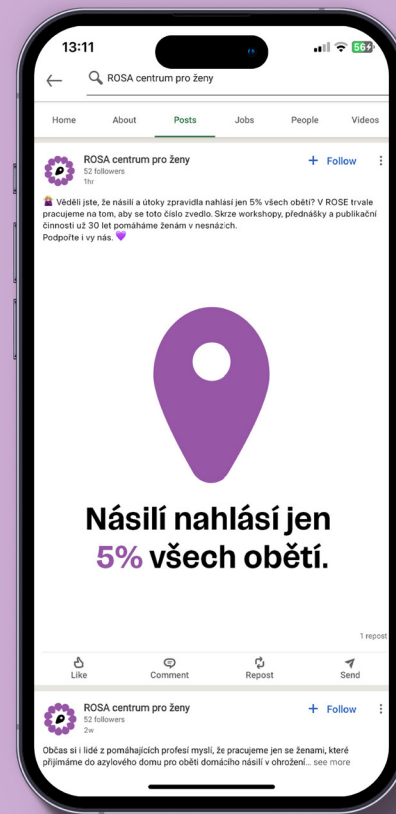 13:11
56
ROSA centrum pro ženy
Home About Posts Jobs People Videos
ROSA centrum pro ženy
+ Follow
52 followers
1hr
Věděli jste, že násilí a útoky zpravidla nahlásí jen 5% všech obětí? V ROSE trvale
pracujeme na tom, aby se toto číslo zvedlo. Skrze workshopy, přednášky a publikační
činnosti už 30 let pomáháme ženám v nesnázích.
Podpořte i vy nás. 💜
Násilí nahlásí jen
5% všech obětí.
1 repost
Like Comment Repost Send
ROSA centrum pro ženy
+ Follow
52 followers
2w
Občas si i lidé z pomáhajících profesí myslí, že pracujeme jen se ženami, které
přijímáme do azylového domu pro oběti domácího násilí v ohrožení... see more